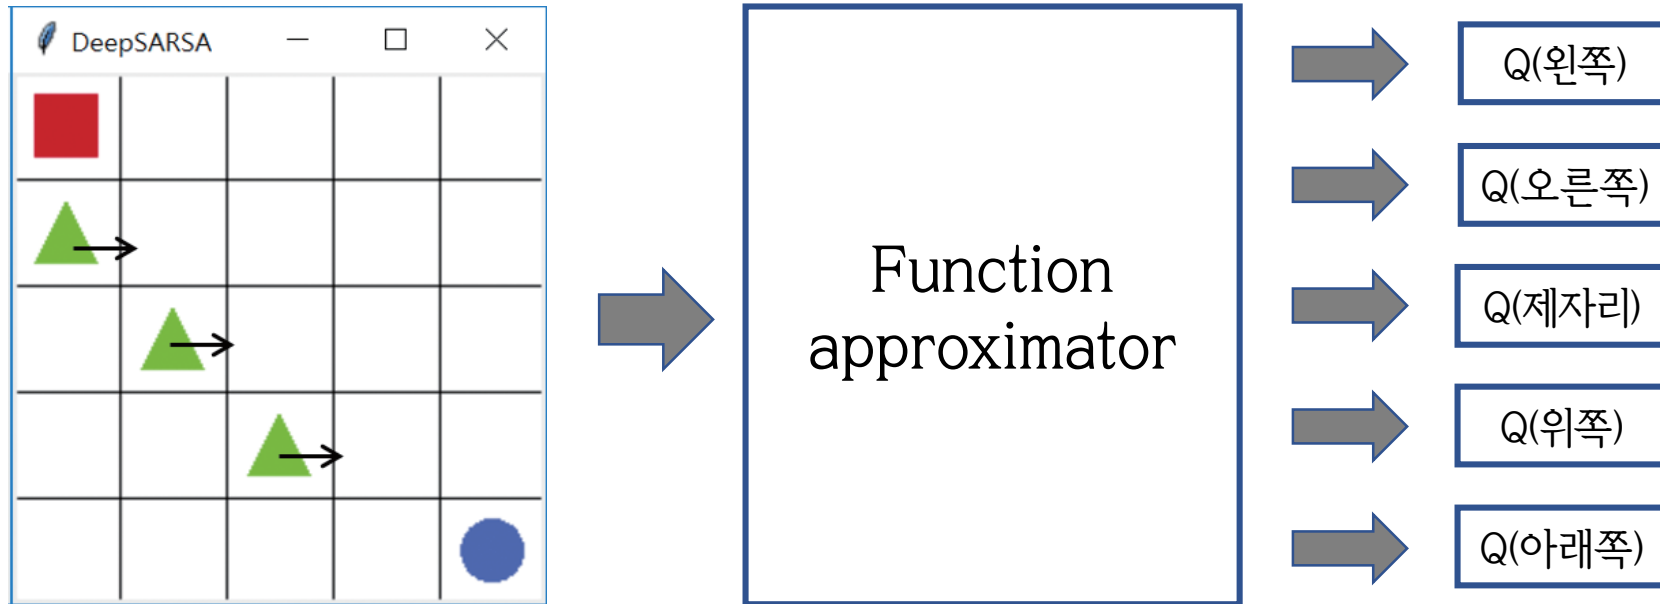 DeepSARSA
Function
approximator
Q(왼쪽)
Q(오른쪽)
Q(제자리)
Q(위쪽)
Q(아래쪽)